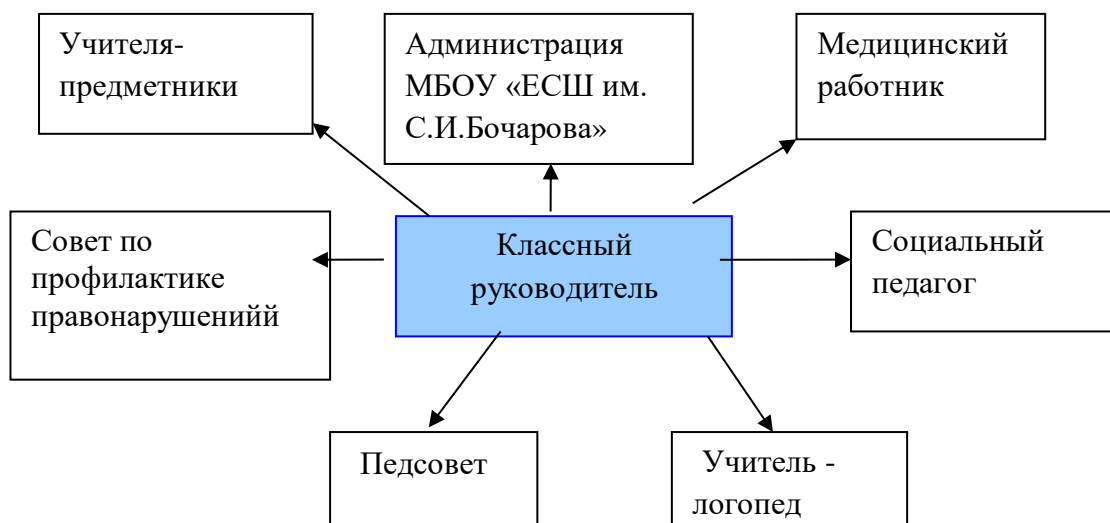 Учителя-
предметники
Администрация
МБОУ «ЕСШ им.
С.И.Бочарова»
Медицинский
работник
Совет по
профилактике
правонарушенийй
Классный
руководитель
Социальный
педагог
Педсовет
Учитель -
логопед